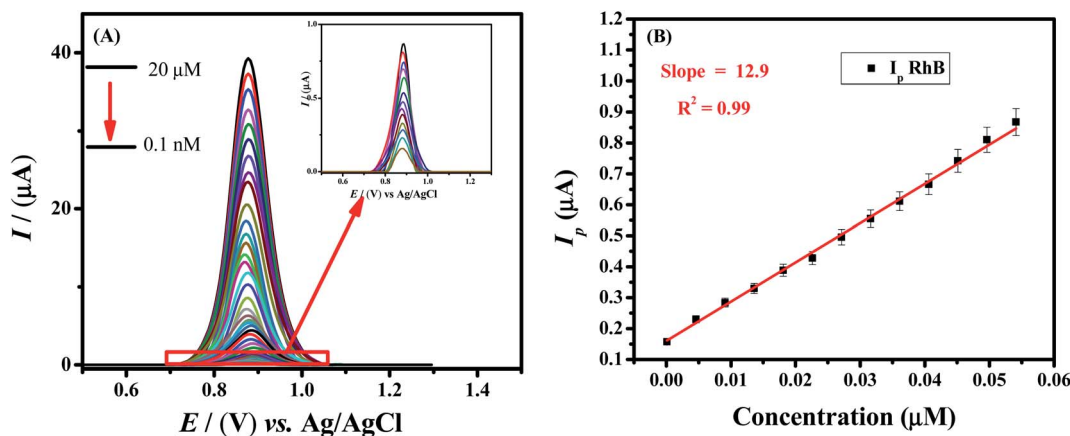 (A)
20 μM
0.1 nM
I / (μA)
40
20
0
0.6
0.8
1.0
1.2
1.4
E / (V) vs. Ag/AgCl
1.0
0.5
0.0
I / (μA)
0.6
0.8
1.0
1.2
E / (V) vs Ag/AgCl
(B)
Slope = 12.9
R² = 0.99
Iₚ RhB
Iₚ (μA)
1.2
1.1
1.0
0.9
0.8
0.7
0.6
0.5
0.4
0.3
0.2
0.1
0.00
0.01
0.02
0.03
0.04
0.05
0.06
Concentration (μM)